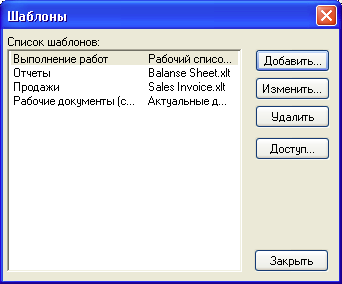 Шаблоны
Список шаблонов:
Выполнение работ Рабочий списо...
Отчеты Balanse Sheet.xlt
Продажи Sales Invoice.xlt
Рабочие документы (с... Актуальные д...
Добавить...
Изменить...
Удалить
Доступ...
Закрыть